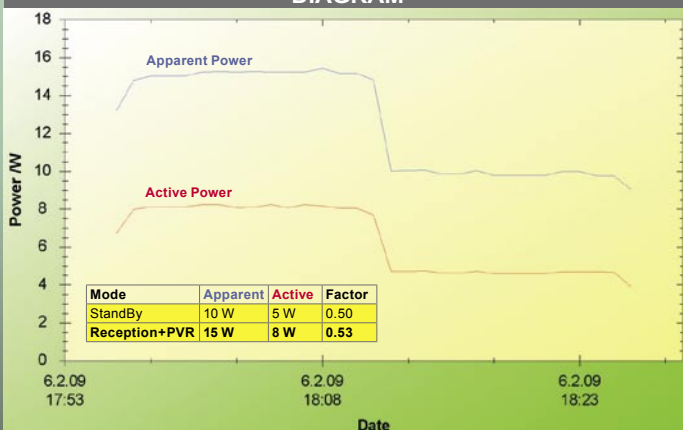 DIAGRAM
18
16
14
12
10
8
6
4
2
0
Power /W
Apparent Power
Active Power
Mode Apparent Active Factor
StandBy 10 W 5 W 0.50
Reception+PVR 15 W 8 W 0.53
6.2.09 6.2.09 6.2.09
17:53 18:08 18:23
Date